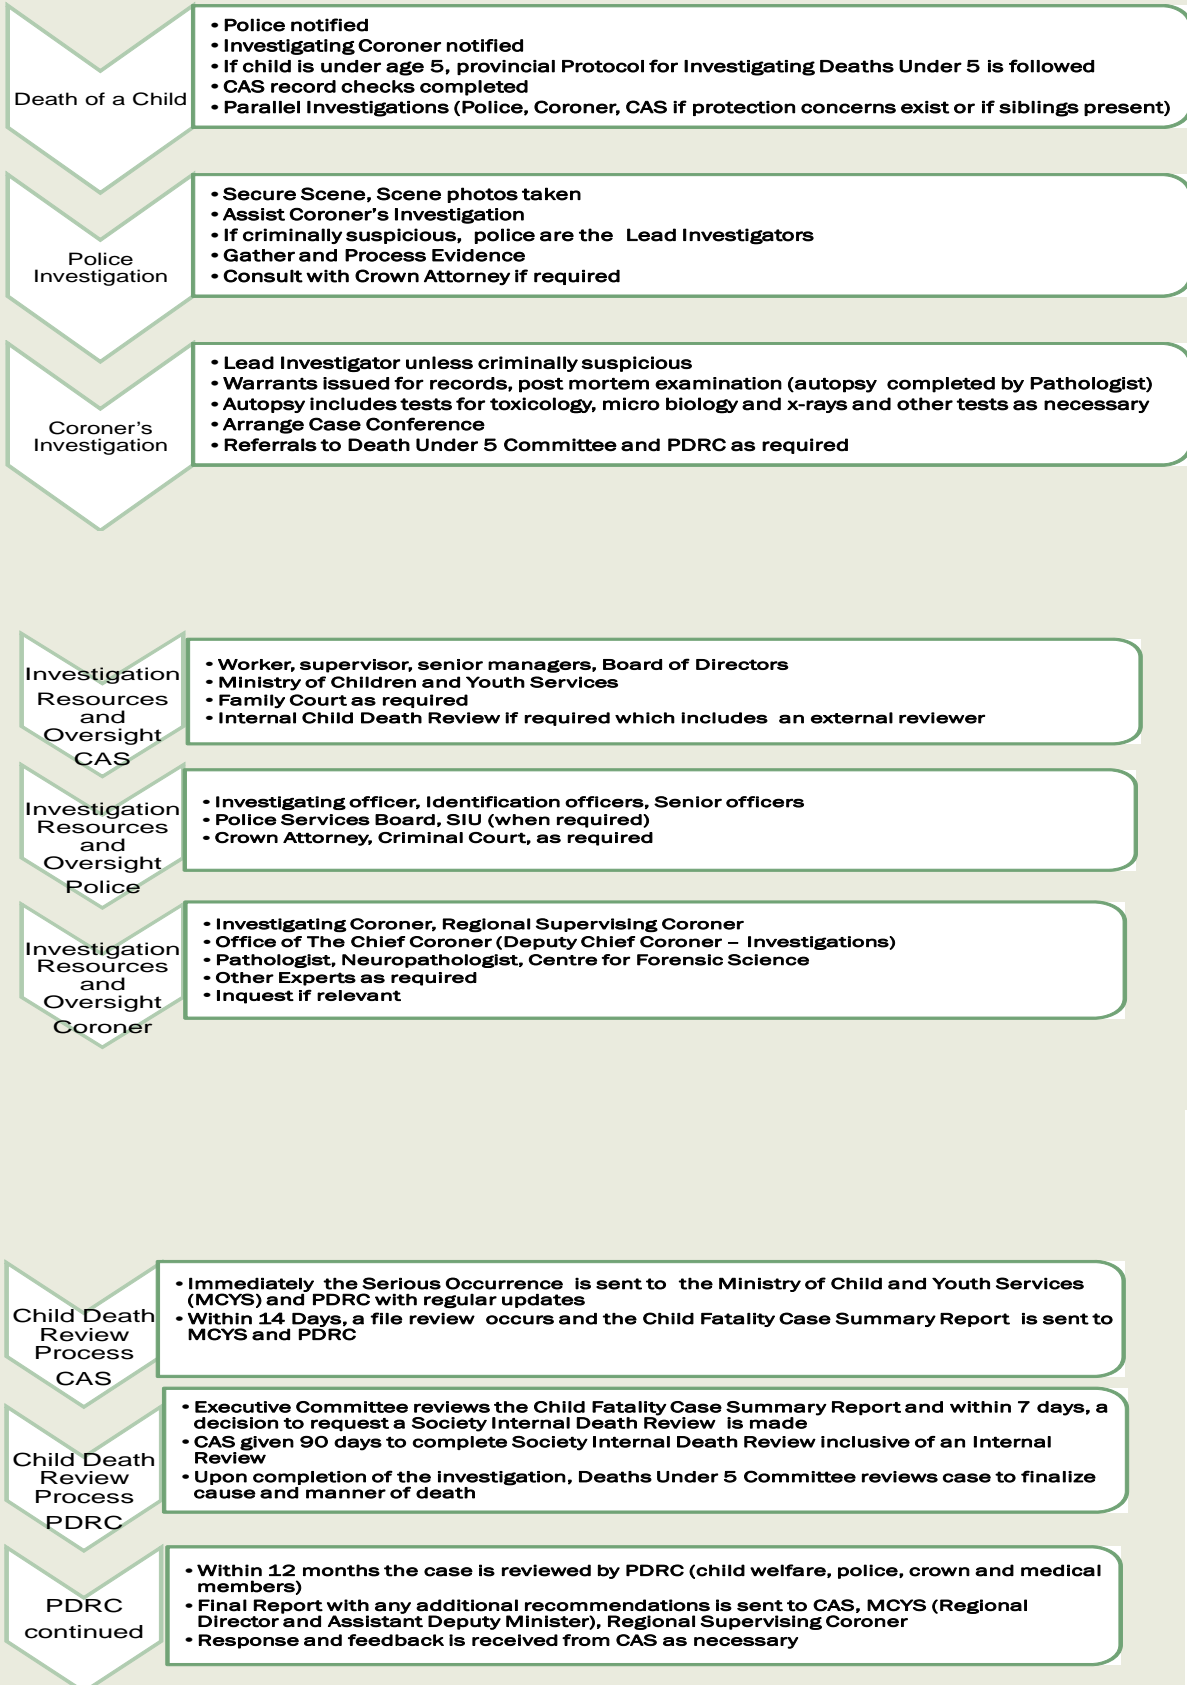 Death of a Child
• Police notified
• Investigating Coroner notified
• If child is under age 5, provincial Protocol for Investigating Deaths Under 5 is followed
• CAS record checks completed
• Parallel Investigations (Police, Coroner, CAS if protection concerns exist or if siblings present)
Police
Investigation
• Secure Scene, Scene photos taken
• Assist Coroner's Investigation
• If criminally suspicious, police are the Lead Investigators
• Gather and Process Evidence
• Consult with Crown Attorney if required
Coroner's
Investigation
• Lead Investigator unless criminally suspicious
• Warrants issued for records, post mortem examination (autopsy completed by Pathologist)
• Autopsy includes tests for toxicology, micro biology and x-rays and other tests as necessary
• Arrange Case Conference
• Referrals to Death Under 5 Committee and PDRC as required
Investigation
Resources
and
Oversight
CAS
• Worker, supervisor, senior managers, Board of Directors
• Ministry of Children and Youth Services
• Family Court as required
• Internal Child Death Review if required which includes an external reviewer
Investigation
Resources
and
Oversight
Police
• Investigating officer, Identification officers, Senior officers
• Police Services Board, SIU (when required)
• Crown Attorney, Criminal Court, as required
Investigation
Resources
and
Oversight
Coroner
• Investigating Coroner, Regional Supervising Coroner
• Office of The Chief Coroner (Deputy Chief Coroner – Investigations)
• Pathologist, Neuropathologist, Centre for Forensic Science
• Other Experts as required
• Inquest if relevant
Child Death
Review
Process
CAS
• Immediately the Serious Occurrence is sent to the Ministry of Child and Youth Services
(MCYS) and PDRC with regular updates
• Within 14 Days, a file review occurs and the Child Fatality Case Summary Report is sent to
MCYS and PDRC
Child Death
Review
Process
PDRC
• Executive Committee reviews the Child Fatality Case Summary Report and within 7 days, a
decision to request a Society Internal Death Review is made
• CAS given 90 days to complete Society Internal Death Review inclusive of an Internal
Review
• Upon completion of the investigation, Deaths Under 5 Committee reviews case to finalize
cause and manner of death
PDRC
continued
• Within 12 months the case is reviewed by PDRC (child welfare, police, crown and medical
members)
• Final Report with any additional recommendations is sent to CAS, MCYS (Regional
Director and Assistant Deputy Minister), Regional Supervising Coroner
• Response and feedback is received from CAS as necessary